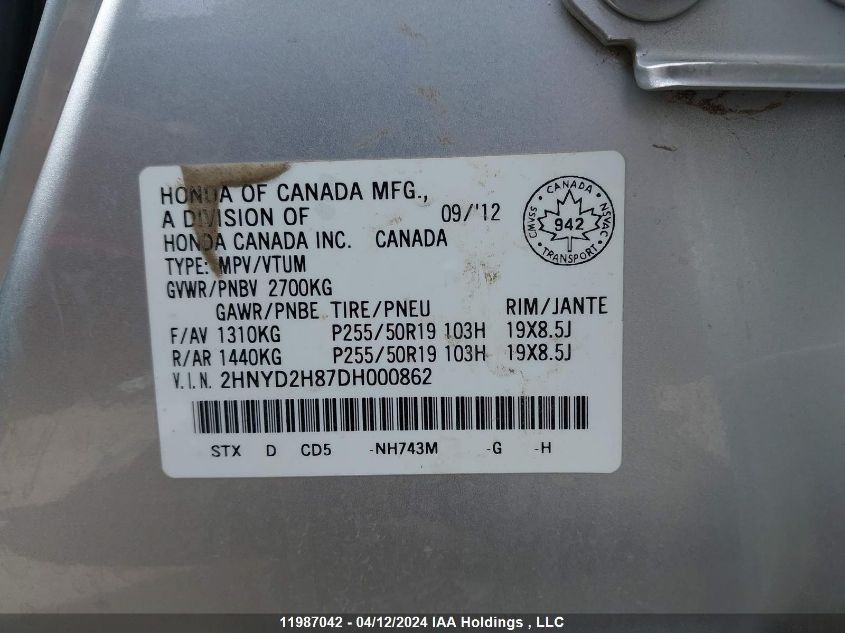 HONDA OF CANADA MFG.,
A DIVISION OF 09/'12
HONDA CANADA INC. CANADA
TYPE: MPV/VTUM
GVWR/PNBV 2700KG
GAWR/PNBE TIRE/PNEU RIM/JANTE
F/AV 1310KG P255/50R19 103H 19X8.5J
R/AR 1440KG P255/50R19 103H 19X8.5J
V.I.N. 2HNYD2H87DH000862
STX D CD5 -NH743M -G -H
CANADA
CMVSS 942 NSVAC
TRANSPORT
11987042 - 04/12/2024 IAA Holdings , LLC